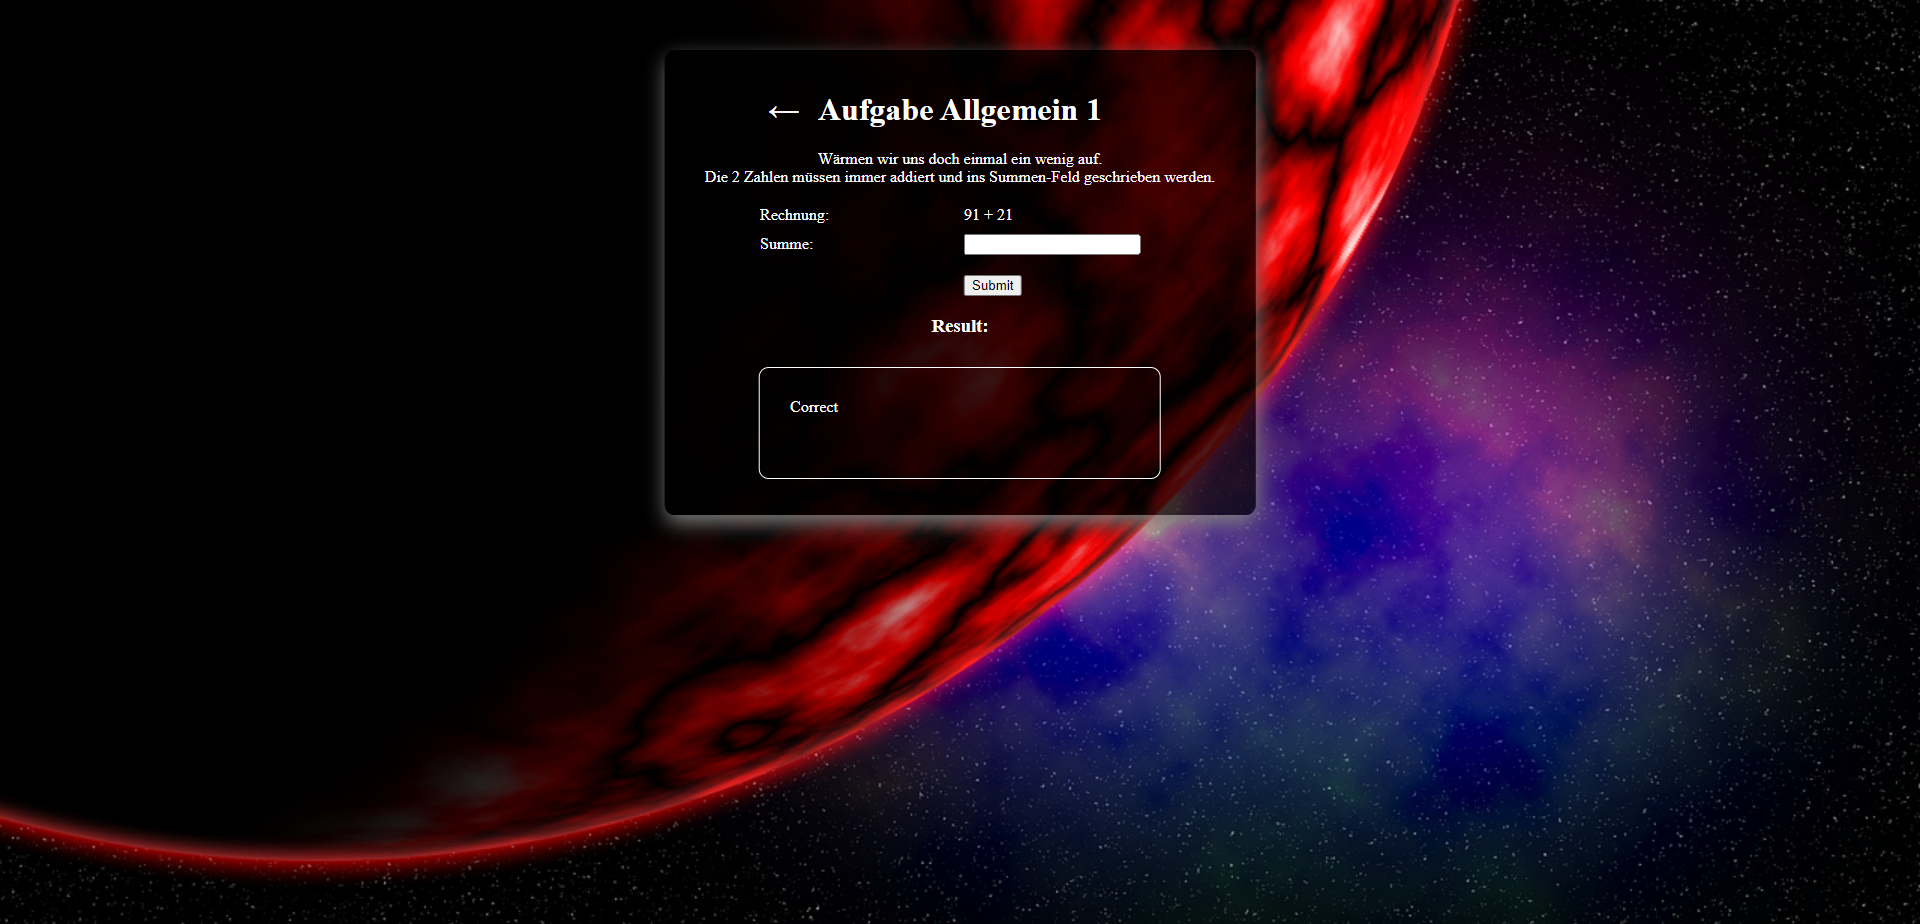 ← Aufgabe Allgemein 1
Wärmen wir uns doch einmal ein wenig auf.
Die 2 Zahlen müssen immer addiert und ins Summen-Feld geschrieben werden.
Rechnung: 91 + 21
Summe:
Submit
Result:
Correct